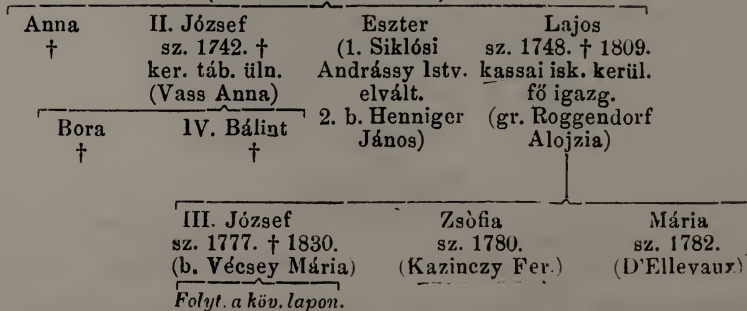 Anna II. József Eszter Lajos
† sz. 1742. † (1. Siklósi sz. 1748. † 1809.
ker. táb. üln. Andrássy Istv. kassai isk. kerül.
(Vass Anna) elvált. fő igazg.
Bora IV. Bálint 2. b. Henniger (gr. Roggendorf
† † János) Alojzia)
III. József Zsòfia Mária
sz. 1777. † 1830. sz. 1780. sz. 1782.
(b. Vécsey Mária) (Kazinczy Fer.) (D'Ellevaux)
Folyt. a köv. lapon.